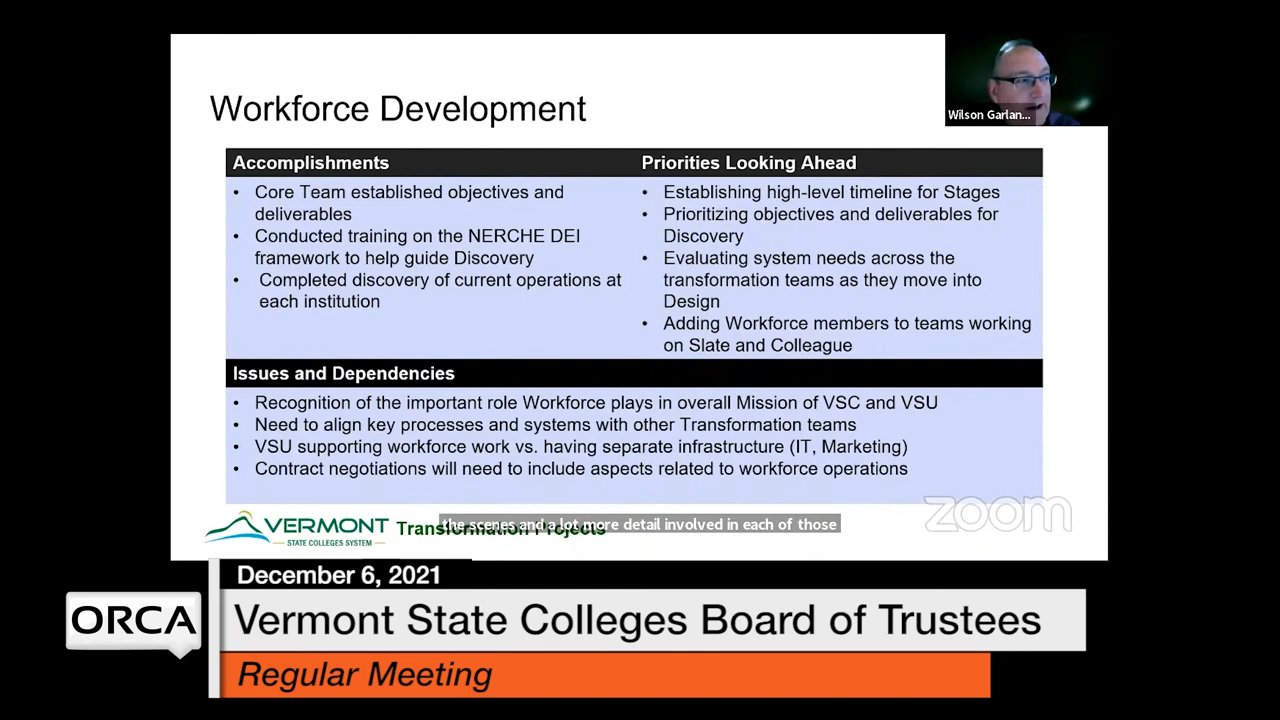 Workforce Development
Wilson Garlan...
Accomplishments
• Core Team established objectives and
deliverables
• Conducted training on the NERCHE DEI
framework to help guide Discovery
• Completed discovery of current operations at
each institution
Priorities Looking Ahead
• Establishing high-level timeline for Stages
• Prioritizing objectives and deliverables for
Discovery
• Evaluating system needs across the
transformation teams as they move into
Design
• Adding Workforce members to teams working
on Slate and Colleague
Issues and Dependencies
• Recognition of the important role Workforce plays in overall Mission of VSC and VSU
• Need to align key processes and systems with other Transformation teams
• VSU supporting workforce work vs. having separate infrastructure (IT, Marketing)
• Contract negotiations will need to include aspects related to workforce operations
zoom
VERMONT
STATE COLLEGES SYSTEM
Transformation Projects
the scenes and a lot more detail involved in each of those
December 6, 2021
ORCA
Vermont State Colleges Board of Trustees
Regular Meeting